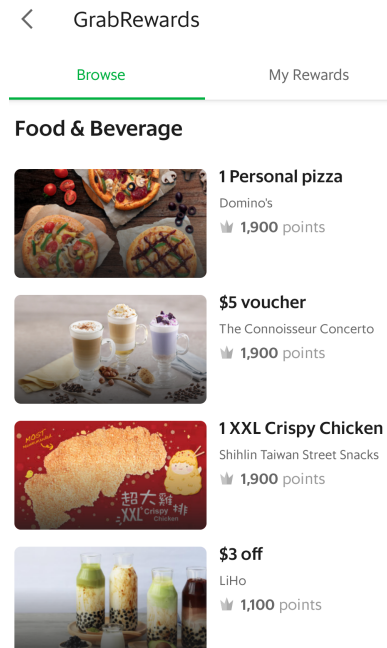 GrabRewards
Browse
My Rewards
Food & Beverage
1 Personal pizza
Domino's
1,900 points
$5 voucher
The Connoisseur Concerto
1,900 points
MOST
超大雞排
XXL Crispy Chicken
1 XXL Crispy Chicken
Shihlin Taiwan Street Snacks
1,900 points
$3 off
LiHo
1,100 points